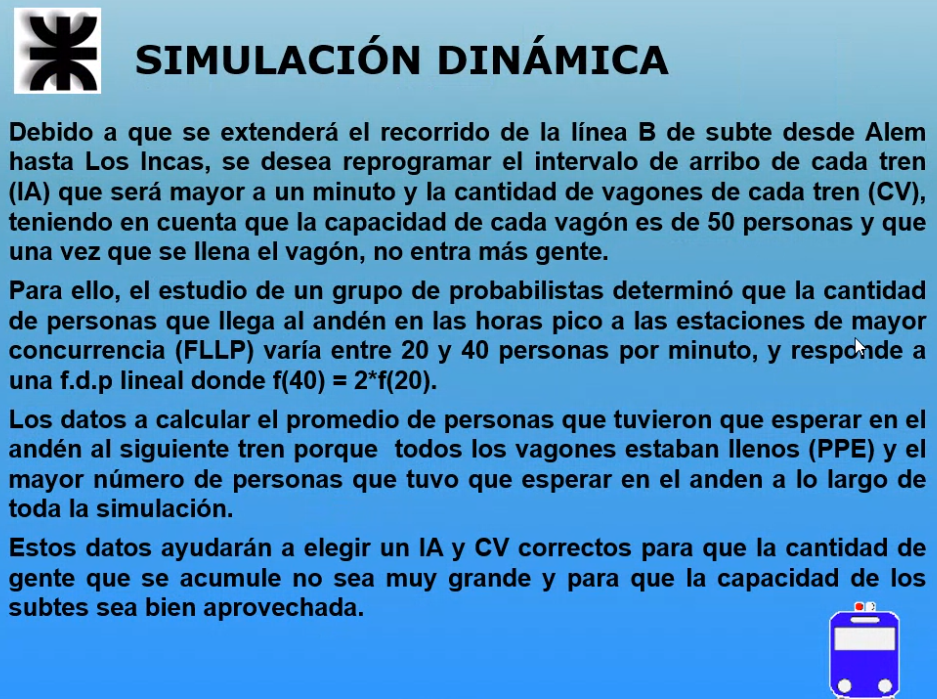 SIMULACIÓN DINÁMICA
Debido a que se extenderá el recorrido de la línea B de subte desde Alem
hasta Los Incas, se desea reprogramar el intervalo de arribo de cada tren
(IA) que será mayor a un minuto y la cantidad de vagones de cada tren (CV),
teniendo en cuenta que la capacidad de cada vagón es de 50 personas y que
una vez que se llena el vagón, no entra más gente.
Para ello, el estudio de un grupo de probabilistas determinó que la cantidad
de personas que llega al andén en las horas pico a las estaciones de mayor
concurrencia (FLLP) varía entre 20 y 40 personas por minuto, y responde a
una f.d.p lineal donde f(40) = 2*f(20).
Los datos a calcular el promedio de personas que tuvieron que esperar en el
andén al siguiente tren porque todos los vagones estaban llenos (PPE) y el
mayor número de personas que tuvo que esperar en el anden a lo largo de
toda la simulación.
Estos datos ayudarán a elegir un IA y CV correctos para que la cantidad de
gente que se acumule no sea muy grande y para que la capacidad de los
subtes sea bien aprovechada.